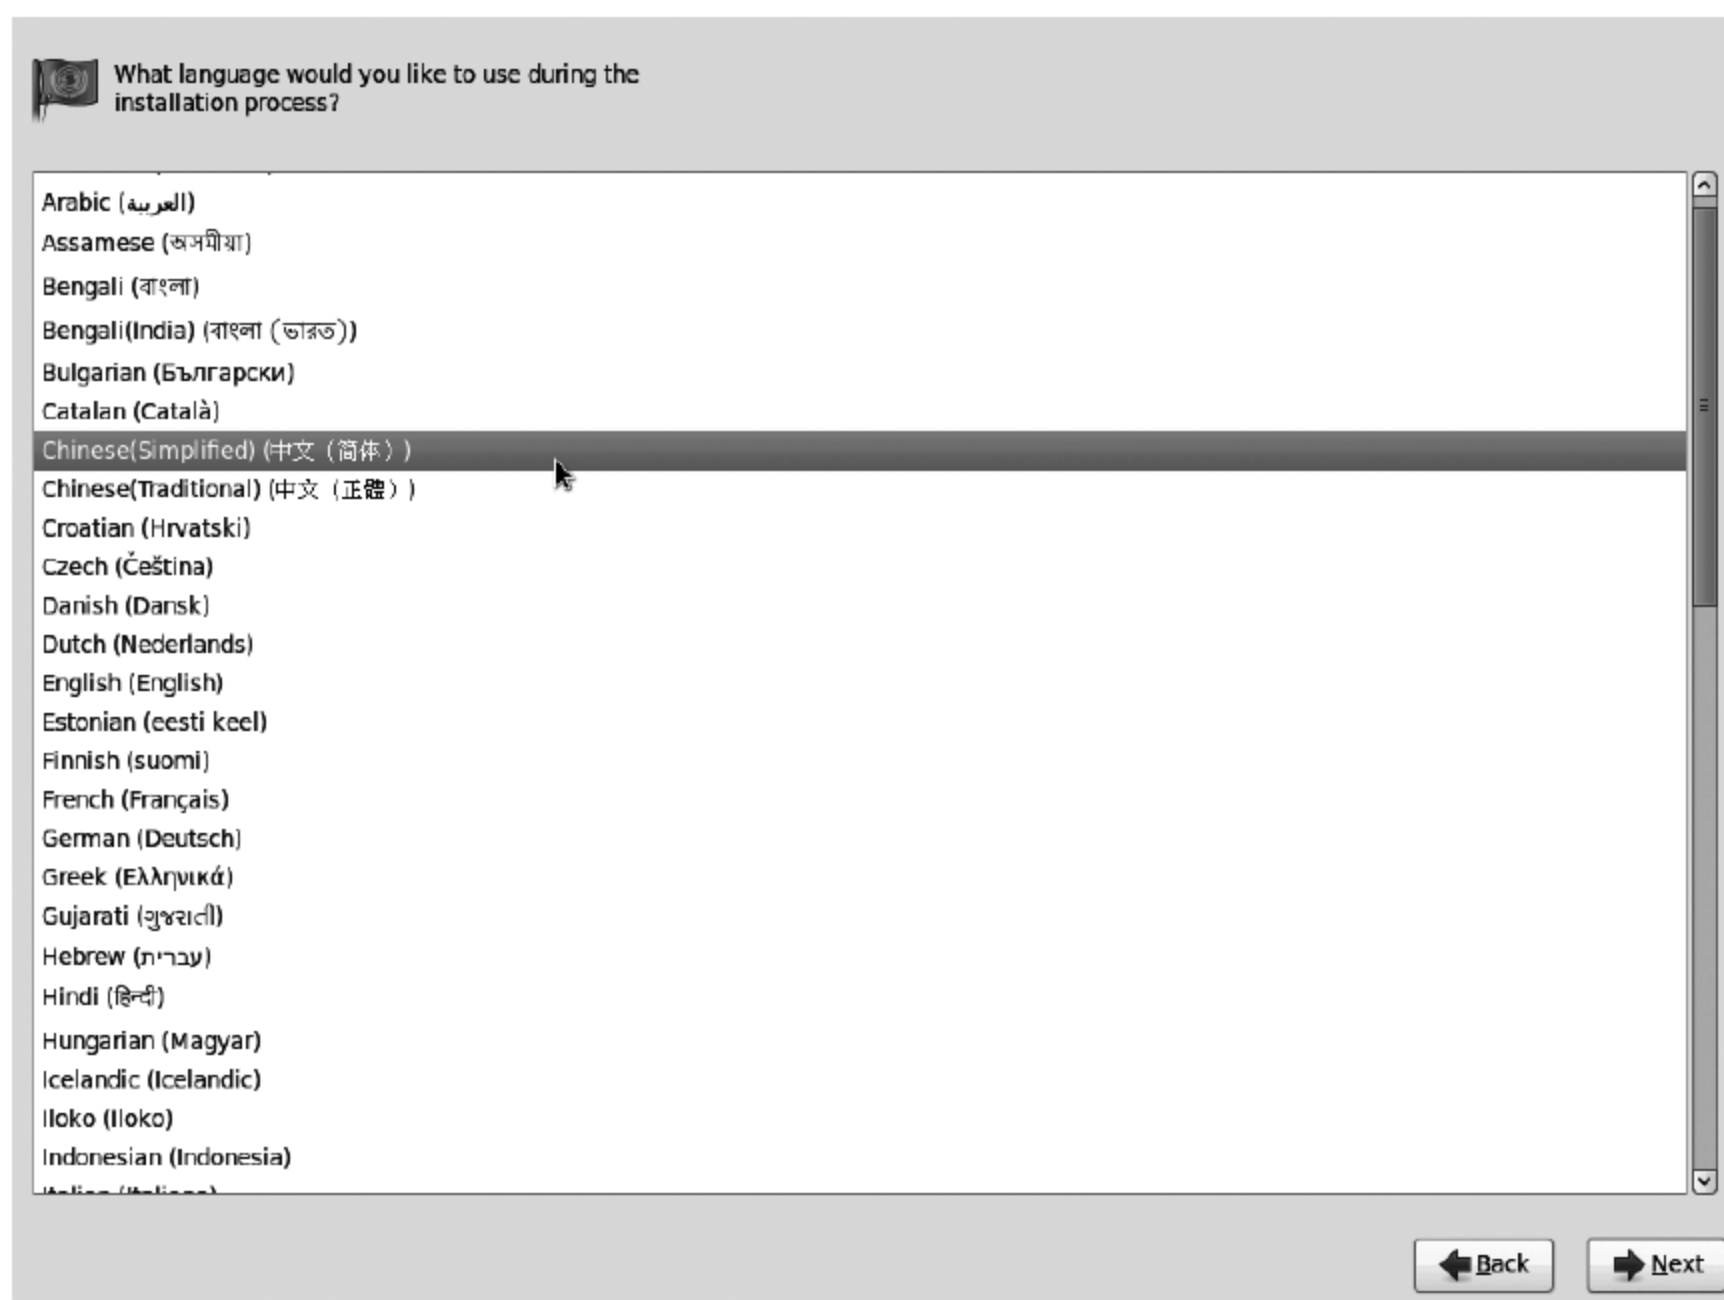 What language would you like to use during the
installation process?
Arabic (العربية)
Assamese (অসমীয়া)
Bengali (বাংলা)
Bengali(India) (বাংলা (ভারত))
Bulgarian (Български)
Catalan (Català)
Chinese(Simplified) (中文（简体）)
Chinese(Traditional) (中文（正體）)
Croatian (Hrvatski)
Czech (Čeština)
Danish (Dansk)
Dutch (Nederlands)
English (English)
Estonian (eesti keel)
Finnish (suomi)
French (Français)
German (Deutsch)
Greek (Ελληνικά)
Gujarati (ગુજરાતી)
Hebrew (עברית)
Hindi (हिन्दी)
Hungarian (Magyar)
Icelandic (Icelandic)
Iloko (Iloko)
Indonesian (Indonesia)
Italian (Italiano)
Back
Next